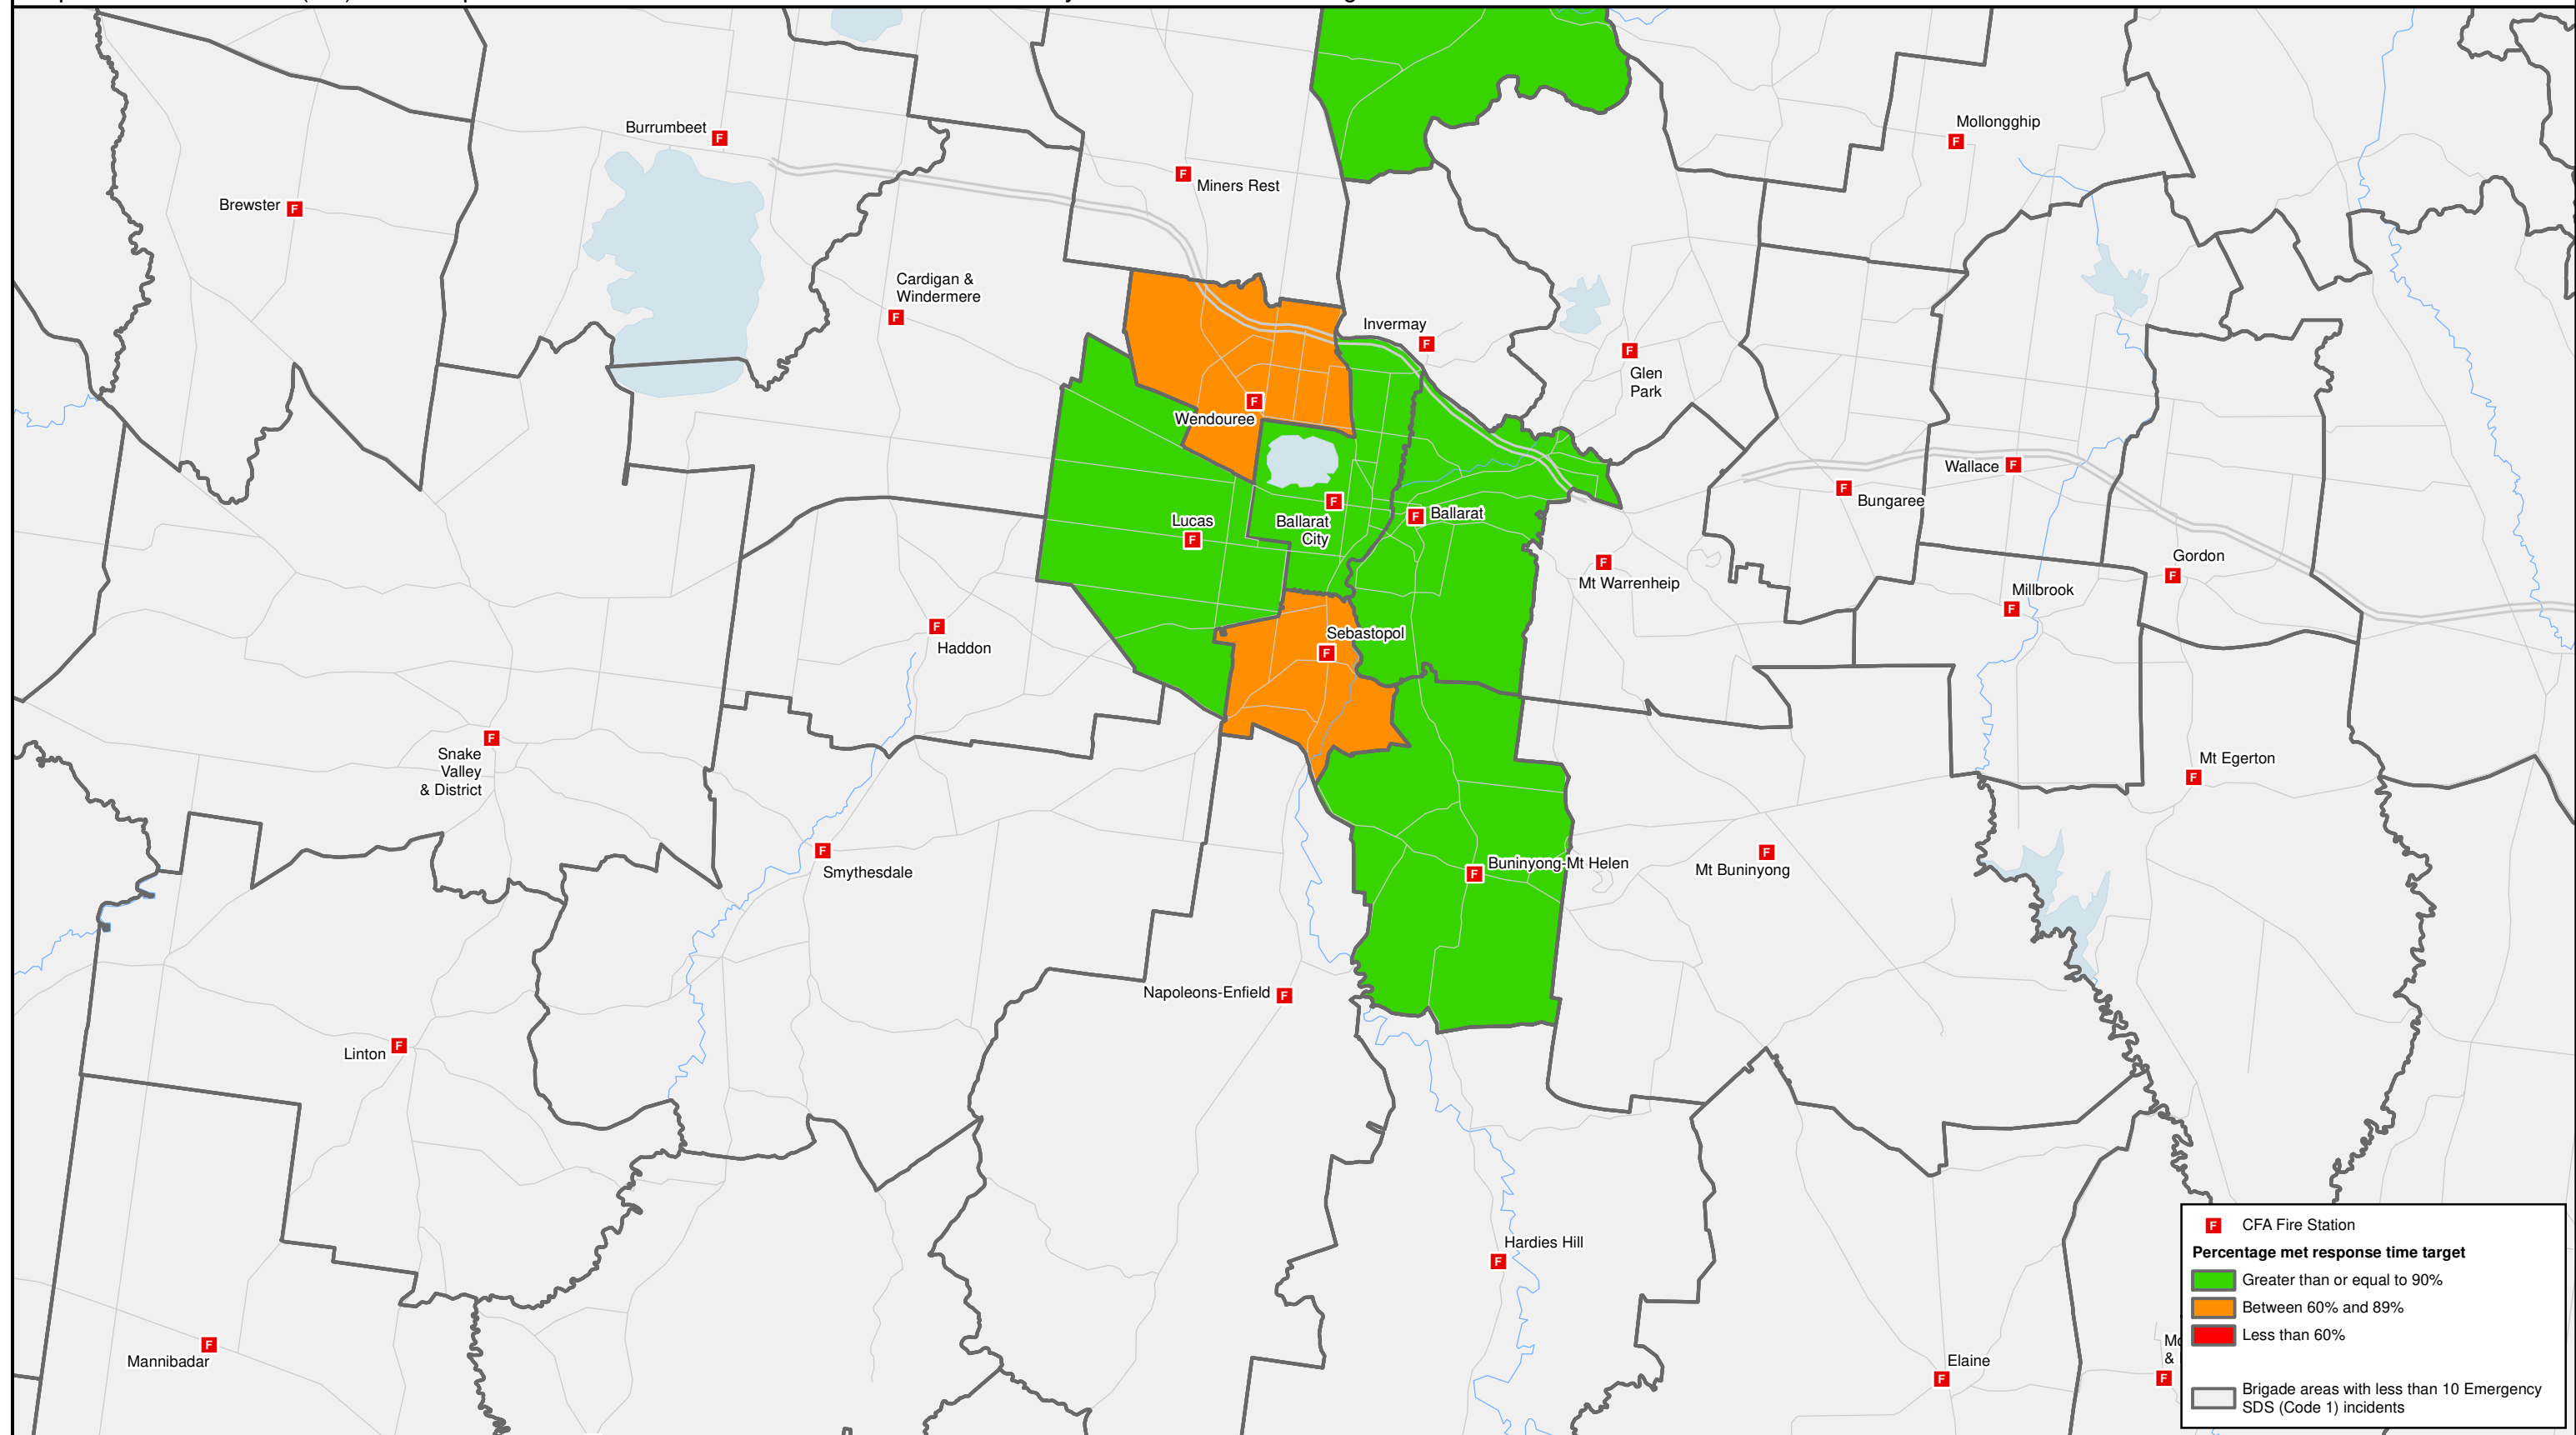 Burrumbeet
Mollongghip
Miners Rest
Brewster
Cardigan &
Windermere
Invermay
Glen
Park
Wendouree
Wallace
Bungaree
Lucas
Ballarat
City
Ballarat
Gordon
Mt Warrenheip
Millbrook
Sebastopol
Haddon
Snake
Valley
& District
Mt Egerton
Smythesdale
Buninyong-Mt Helen
Mt Buninyong
Napoleons-Enfield
Linton
Hardies Hill
Mannibadar
Elaine
&
F CFA Fire Station
Percentage met response time target
Greater than or equal to 90%
Between 60% and 89%
Less than 60%
Brigade areas with less than 10 Emergency
SDS (Code 1) incidents